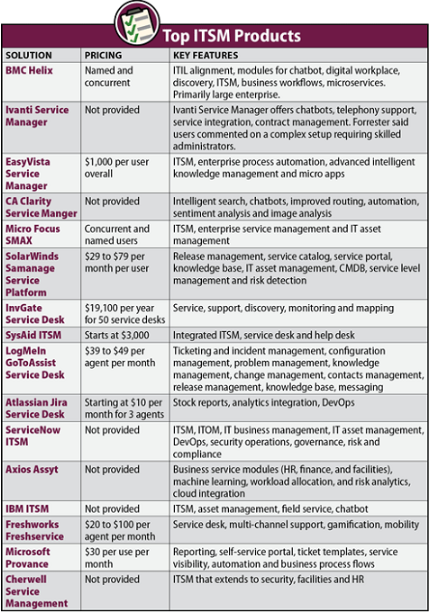 Top ITSM Products
SOLUTION PRICING KEY FEATURES
BMC Helix Named and ITIL alignment, modules for chatbot, digital workplace,
concurrent discovery, ITSM, business workflows, microservices.
Primarily large enterprise.
Ivanti Service Not provided Ivanti Service Manager offers chatbots, telephony support,
Manager service integration, contract management. Forrester said
users commented on a complex setup requiring skilled
administrators.
EasyVista $1,000 per user ITSM, enterprise process automation, advanced intelligent
Service overall knowledge management and micro apps
Manager
CA Clarity Not provided Intelligent search, chatbots, improved routing, automation,
Service Manger sentiment analysis and image analysis
Micro Focus Concurrent and ITSM, enterprise service management and IT asset
SMAX named users management
SolarWinds $29 to $79 per Release management, service catalog, service portal,
Samanage month per user knowledge base, IT asset management, CMDB, service level
Service management and risk detection
Platform
InvGate $19,100 per year Service, support, discovery, monitoring and mapping
Service Desk for 50 service desks
SysAid ITSM Starts at $3,000 Integrated ITSM, service desk and help desk
LogMeIn $39 to $49 per Ticketing and incident management, configuration
GoToAssist agent per month management, problem management, knowledge
Service Desk management, change management, contacts management,
release management, knowledge base, messaging
Atlassian Jira Starting at $10 per Stock reports, analytics integration, DevOps
Service Desk month for 3 agents
ServiceNow Not provided ITSM, ITOM, IT business management, IT asset management,
ITSM DevOps, security operations, governance, risk and
compliance
Axios Assyt Not provided Business service modules (HR, finance, and facilities),
machine learning, workload allocation, and risk analytics,
cloud integration
IBM ITSM Not provided ITSM, asset management, field service, chatbot
Freshworks $20 to $100 per Service desk, multi-channel support, gamification, mobility
Freshservice agent per month
Microsoft $30 per use per Reporting, self-service portal, ticket templates, service
Provance month visibility, automation and business process flows
Cherwell Not provided ITSM that extends to security, facilities and HR
Service
Management